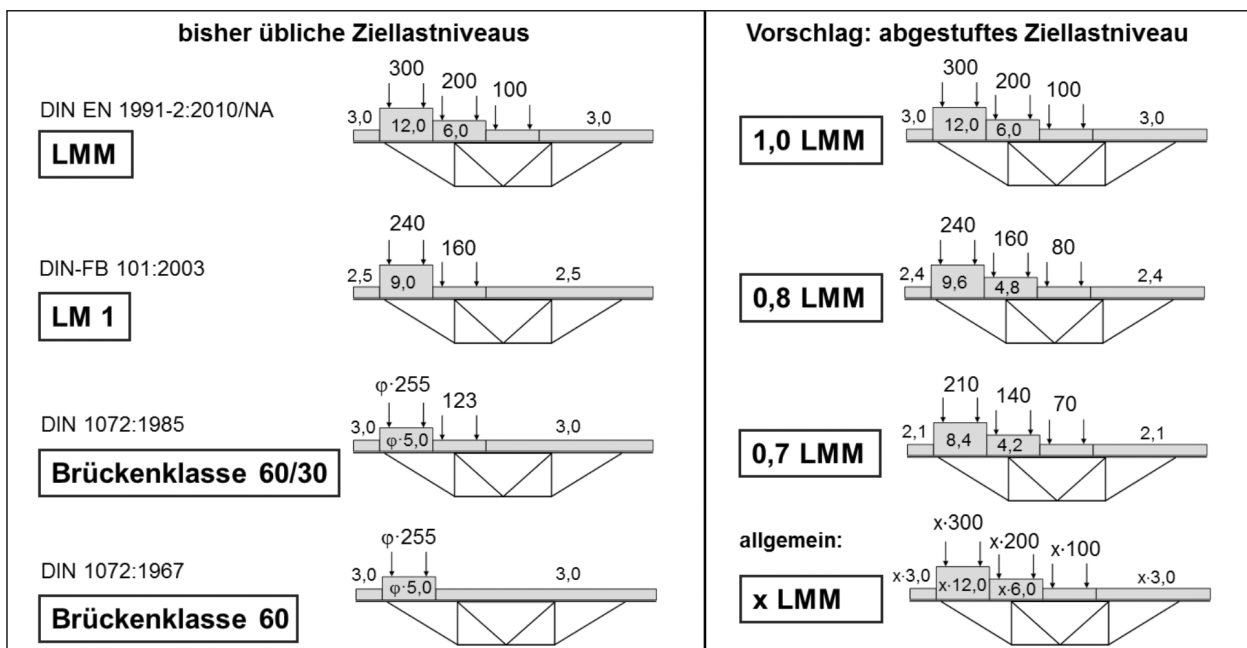 bisher übliche Ziellastniveaus
DIN EN 1991-2:2010/NA
LMM
300
200
100
3,0
12,0
6,0
3,0
DIN-FB 101:2003
LM 1
240
160
2,5
9,0
2,5
DIN 1072:1985
Brückenklasse 60/30
φ·255
123
3,0
φ·5,0
3,0
DIN 1072:1967
Brückenklasse 60
φ·255
3,0
φ·5,0
3,0
Vorschlag: abgestuftes Ziellastniveau
1,0 LMM
300
200
100
3,0
12,0
6,0
3,0
0,8 LMM
240
160
80
2,4
9,6
4,8
2,4
0,7 LMM
210
140
70
2,1
8,4
4,2
2,1
allgemein:
x LMM
x·300
x·200
x·100
x·3,0
x·12,0
x·6,0
x·3,0